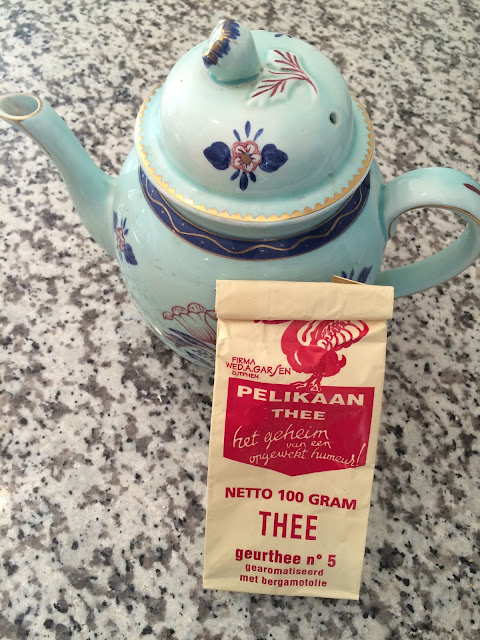 FIRMA
WED. A. GARSEN
ZUTPHEN
PELIKAAN
THEE
het geheim
van een
opgewekt humeur!
NETTO 100 GRAM
THEE
geurthee n° 5
gearomatiseerd
met bergamotolie